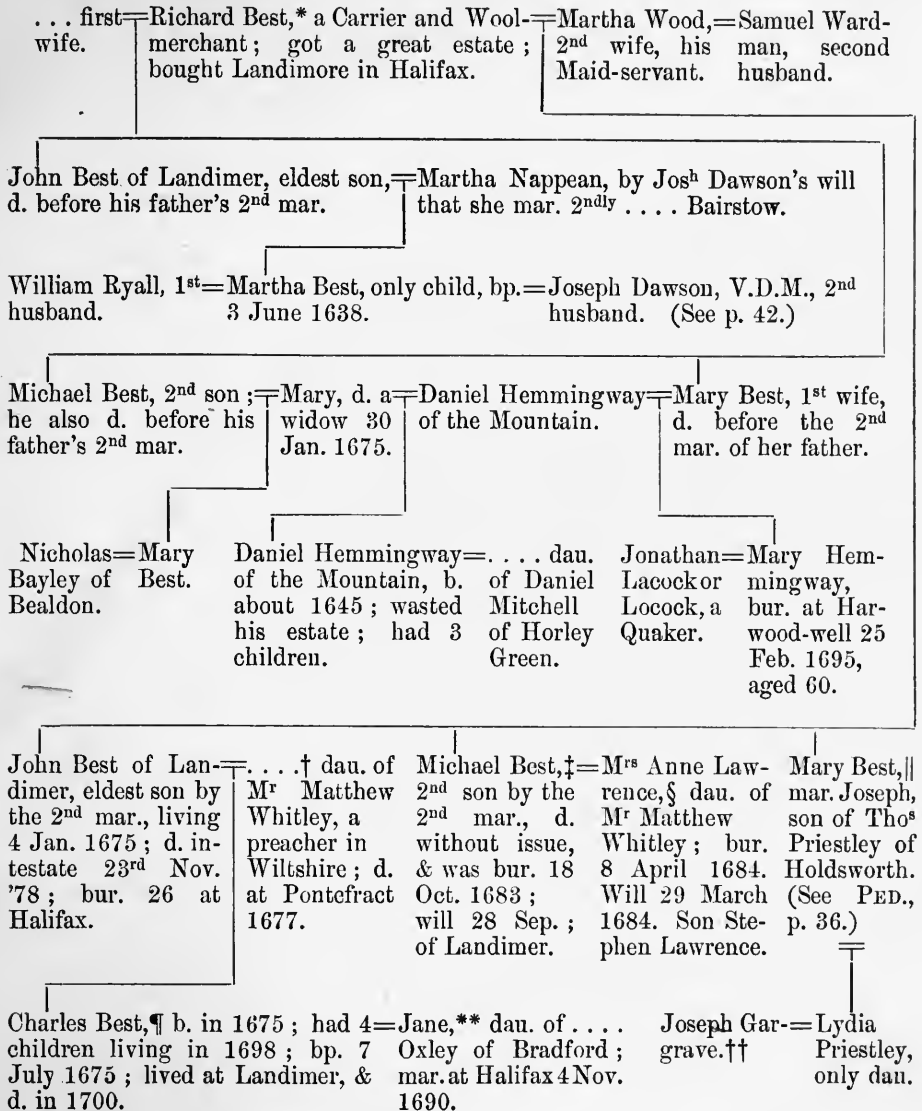 . . . first Richard Best,* a Carrier and Wool- Martha Wood,=Samuel Ward-
wife. merchant; got a great estate; 2nd wife, his man, second
bought Landimore in Halifax. Maid-servant. husband.
John Best of Landimer, eldest son, Martha Nappean, by Josh Dawson's will
d. before his father's 2nd mar. that she mar. 2ndly . . . . Bairstow.
William Ryall, 1st=Martha Best, only child, bp.=Joseph Dawson, V.D.M., 2nd
husband. 3 June 1638. husband. (See p. 42.)
Michael Best, 2nd son; Mary, d. a Daniel Hemmingway Mary Best, 1st wife,
he also d. before his widow 30 of the Mountain. d. before the 2nd
father's 2nd mar. Jan. 1675. mar. of her father.
Nicholas=Mary Daniel Hemmingway=. . . . dau. Jonathan=Mary Hem-
Bayley of Best. of the Mountain, b. of Daniel Lacock or mingway,
Bealdon. about 1645; wasted Mitchell Locock, a bur. at Har-
his estate; had 3 of Horley Quaker. wood-well 25
children. Green. Feb. 1695,
aged 60.
John Best of Lan- . . . .† dau. of Michael Best,‡=Mrs Anne Law- Mary Best,||
dimer, eldest son by Mr Matthew 2nd son by the rence,§ dau. of mar. Joseph,
the 2nd mar., living Whitley, a 2nd mar., d. Mr Matthew son of Thos
4 Jan. 1675; d. in- preacher in without issue, Whitley; bur. Priestley of
testate 23rd Nov. Wiltshire; d. & was bur. 18 8 April 1684. Holdsworth.
'78; bur. 26 at at Pontefract Oct. 1683; Will 29 March (See PED.,
Halifax. 1677. will 28 Sep.; 1684. Son Ste- p. 36.)
of Landimer. phen Lawrence.
Charles Best,¶ b. in 1675; had 4=Jane,** dau. of . . . . Joseph Gar-=Lydia
children living in 1698; bp. 7 Oxley of Bradford; grave.†† Priestley,
July 1675; lived at Landimer, & mar. at Halifax 4 Nov. only dau.
d. in 1700. 1690.